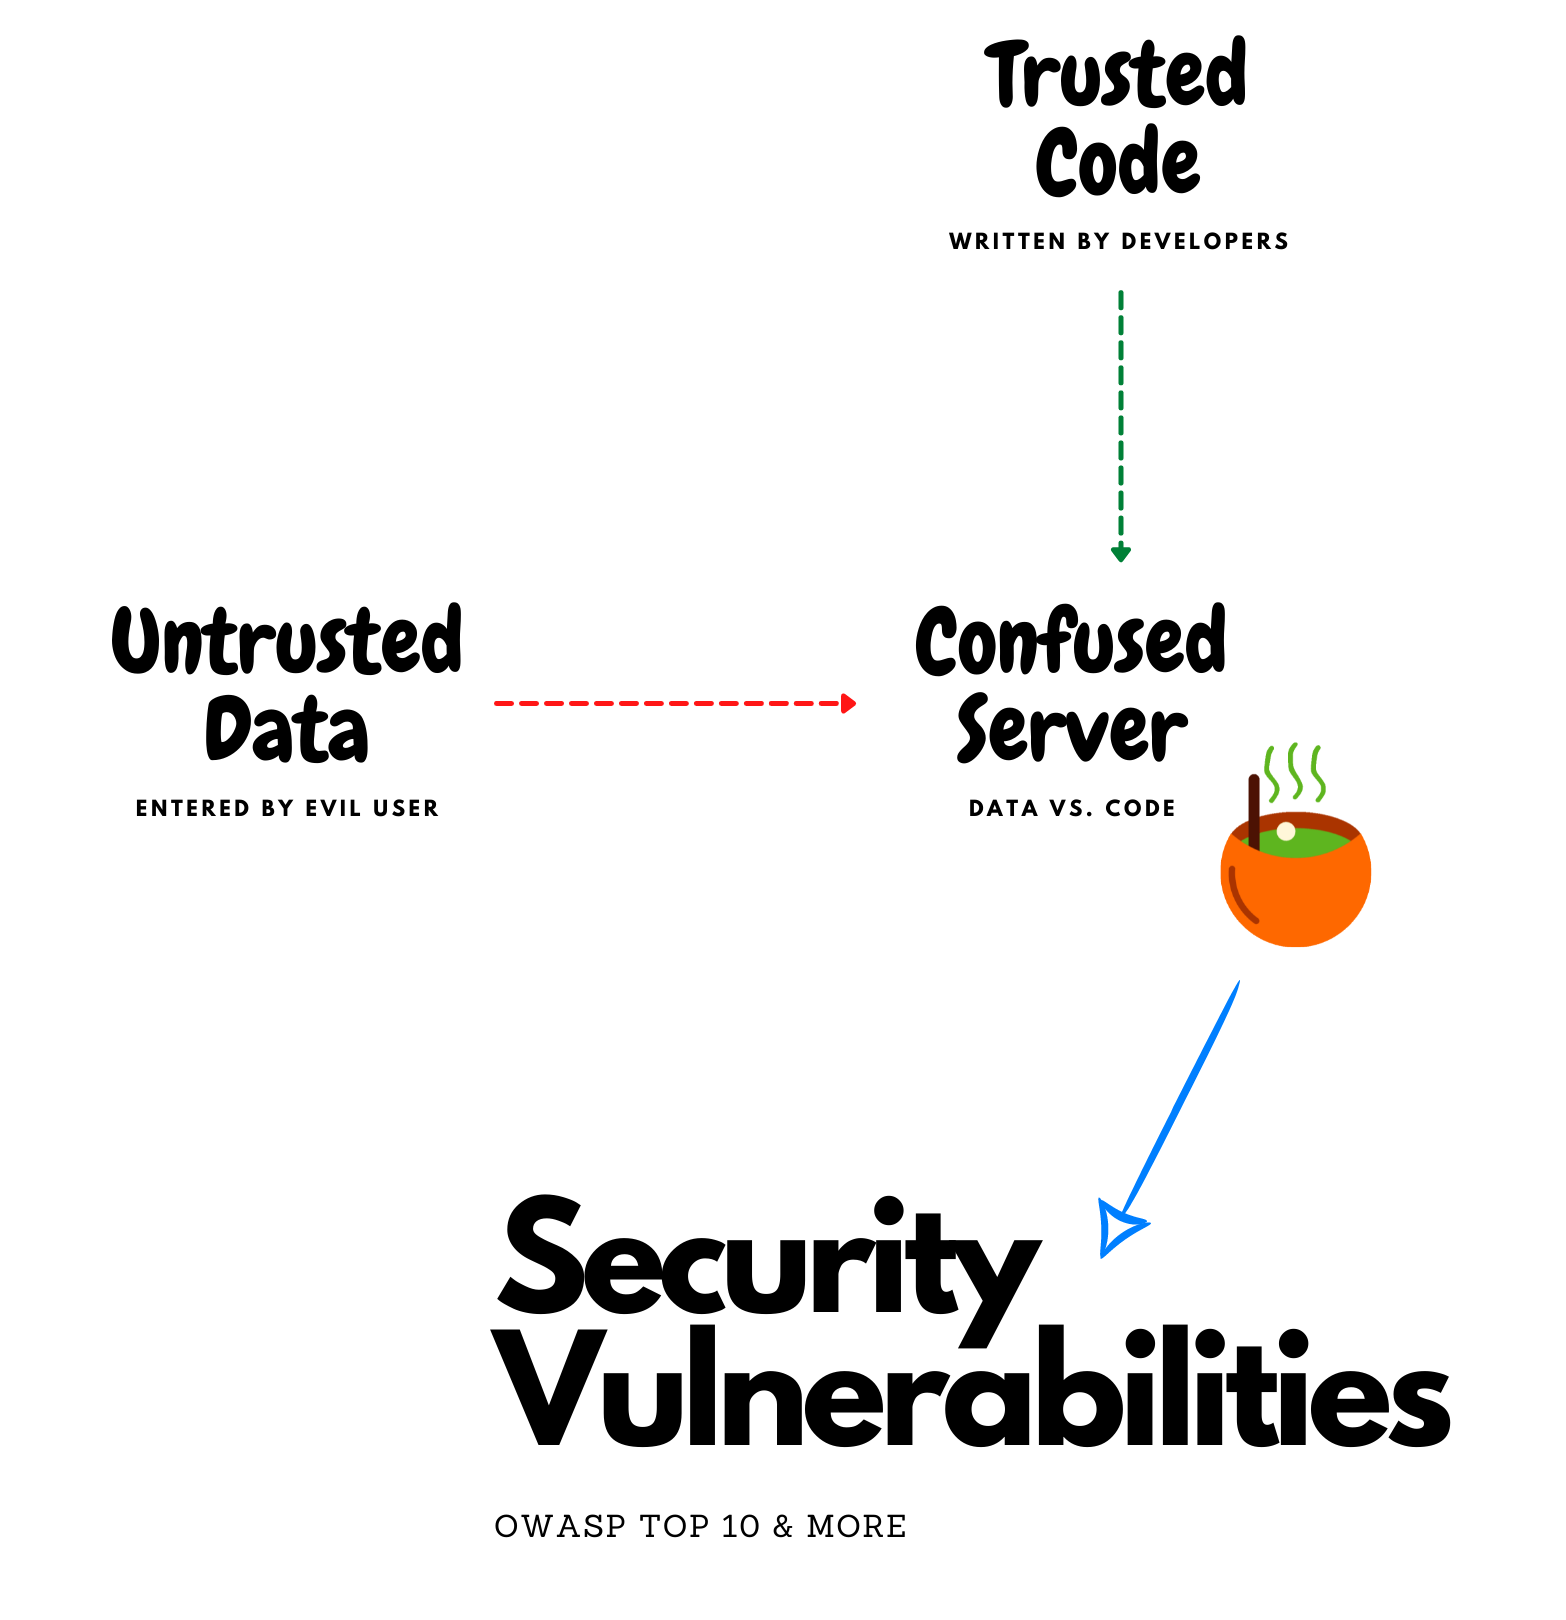 Trusted
Code
WRITTEN BY DEVELOPERS
Untrusted
Data
ENTERED BY EVIL USER
Confused
Server
DATA VS. CODE
Security
Vulnerabilities
OWASP TOP 10 & MORE